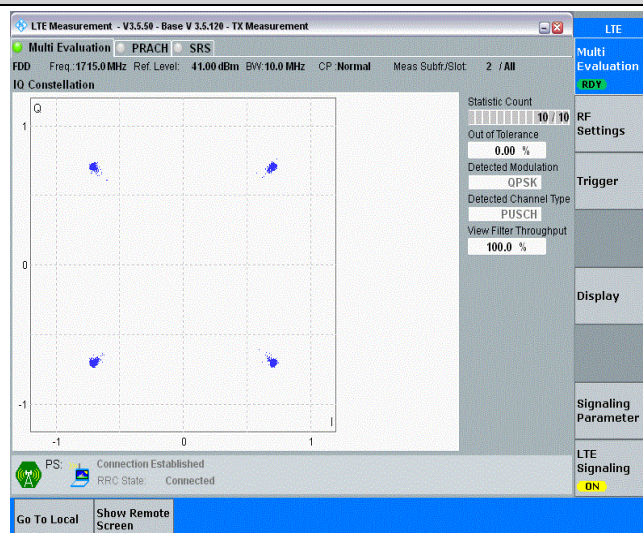 LTE Measurement - V3.5.50 - Base V 3.5.120 - TX Measurement
LTE
Multi Evaluation PRACH SRS
FDD Freq.:1715.0 MHz Ref. Level: 41.00 dBm BW:10.0 MHz CP :Normal Meas Subfr./Slot: 2 / All
IQ Constellation
Multi
Evaluation
RDY
Q
1
0
-1
-1 0 1
I
Statistic Count
10 / 10
Out of Tolerance
0.00 %
Detected Modulation
QPSK
Detected Channel Type
PUSCH
View Filter Throughput
100.0 %
RF
Settings
Trigger
Display
Signaling
Parameter
LTE
Signaling
ON
PS: Connection Established
RRC State: Connected
Go To Local
Show Remote
Screen